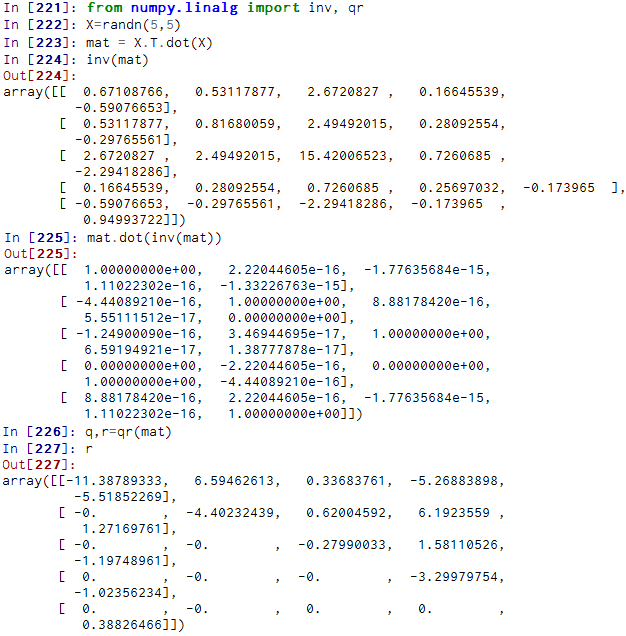 In [221]: from numpy.linalg import inv, qr
In [222]: X=randn(5,5)
In [223]: mat = X.T.dot(X)
In [224]: inv(mat)
Out[224]:
array([[ 0.67108766, 0.53117877, 2.6720827 , 0.16645539,
-0.59076653],
[ 0.53117877, 0.81680059, 2.49492015, 0.28092554,
-0.29765561],
[ 2.6720827 , 2.49492015, 15.42006523, 0.7260685 ,
-2.29418286],
[ 0.16645539, 0.28092554, 0.7260685 , 0.25697032, -0.173965 ],
[ -0.59076653, -0.29765561, -2.29418286, -0.173965 ,
0.94993722]])
In [225]: mat.dot(inv(mat))
Out[225]:
array([[ 1.00000000e+00, 2.22044605e-16, -1.77635684e-15,
1.11022302e-16, -1.33226763e-15],
[ -4.44089210e-16, 1.00000000e+00, 8.88178420e-16,
5.55111512e-17, 0.00000000e+00],
[ -1.24900090e-16, 3.46944695e-17, 1.00000000e+00,
6.59194921e-17, 1.38777878e-17],
[ 0.00000000e+00, -2.22044605e-16, 0.00000000e+00,
1.00000000e+00, -4.44089210e-16],
[ 8.88178420e-16, 2.22044605e-16, -1.77635684e-15,
1.11022302e-16, 1.00000000e+00]])
In [226]: q,r=qr(mat)
In [227]: r
Out[227]:
array([[-11.38789333, 6.59462613, 0.33683761, -5.26883898,
-5.51852269],
[ -0. , -4.40232439, 0.62004592, 6.1923559 ,
1.27169761],
[ -0. , -0. , -0.27990033, 1.58110526,
-1.19748961],
[ 0. , -0. , -0. , -3.29979754,
-1.02356234],
[ 0. , -0. , 0. , 0. ,
0.38826466]])